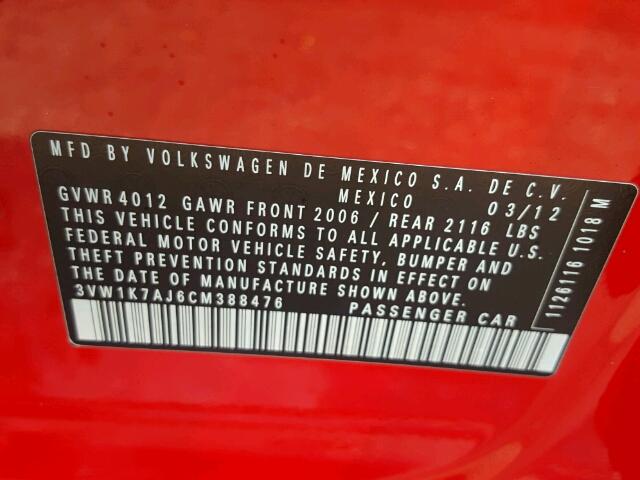 MFD BY VOLKSWAGEN DE MEXICO S.A. DE C.V.
MEXICO 03/12
GVWR 4012 GAWR FRONT 2006 / REAR 2116 LBS
THIS VEHICLE CONFORMS TO ALL APPLICABLE U.S.
FEDERAL MOTOR VEHICLE SAFETY, BUMPER AND
THEFT PREVENTION STANDARDS IN EFFECT ON
THE DATE OF MANUFACTURE SHOWN ABOVE.
3VW1K7AJ6CM388476 PASSENGER CAR
1126116 1018 M